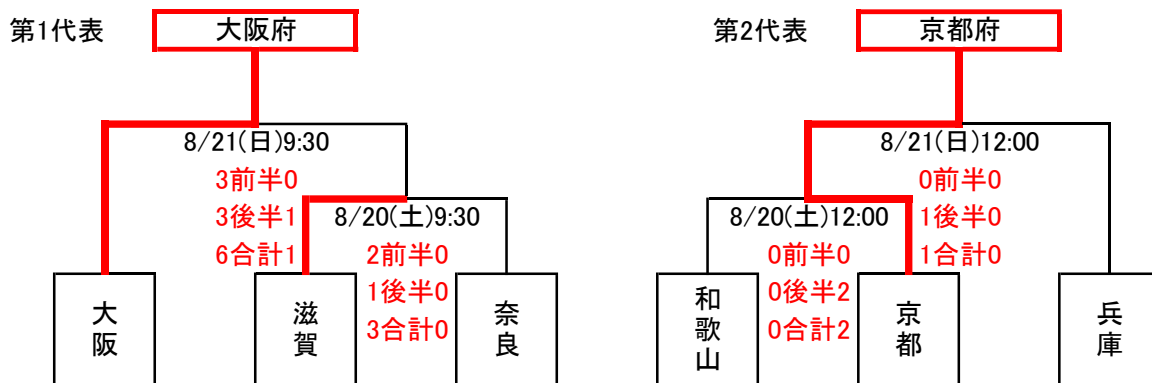 第1代表
大阪府
8/21(日)9:30
3前半0
3後半1
6合計1
8/20(土)9:30
2前半0
1後半0
3合計0
大阪
滋賀
奈良
第2代表
京都府
8/21(日)12:00
0前半0
1後半0
1合計0
8/20(土)12:00
0前半0
0後半2
0合計2
和歌山
京都
兵庫